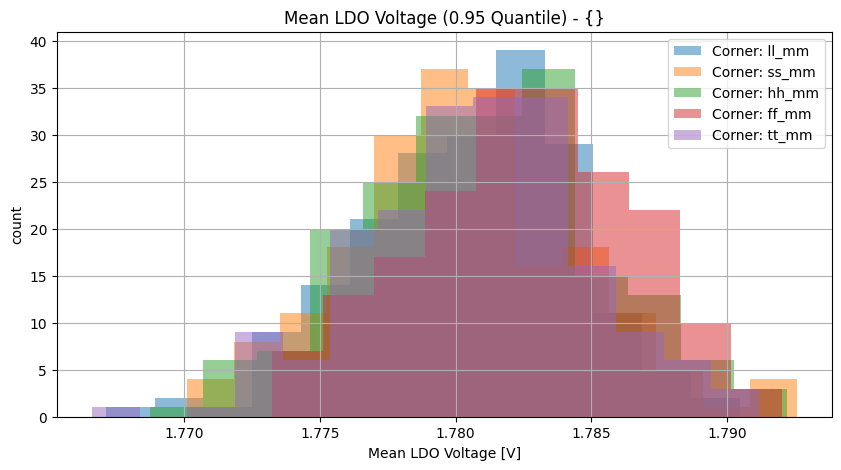 Mean LDO Voltage (0.95 Quantile) - {}
40
35
30
25
20
15
10
5
0
count
Corner: ll_mm
Corner: ss_mm
Corner: hh_mm
Corner: ff_mm
Corner: tt_mm
1.770 1.775 1.780 1.785 1.790
Mean LDO Voltage [V]